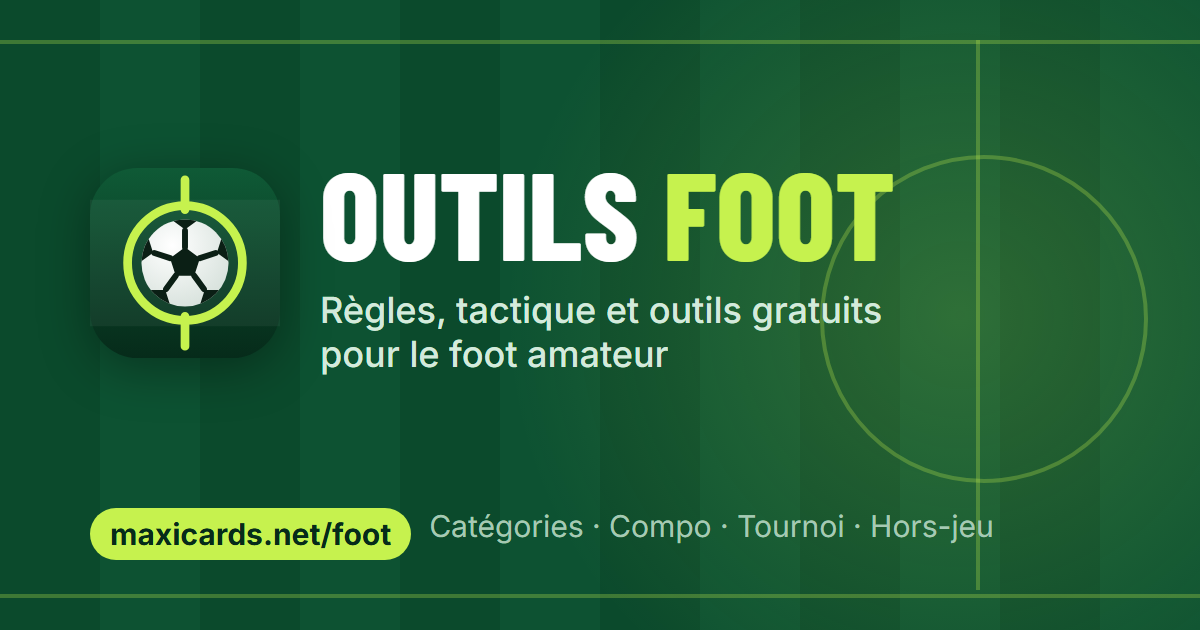 OUTILS FOOT
Règles, tactique et outils gratuits
pour le foot amateur
maxicards.net/foot
Catégories · Compo · Tournoi · Hors-jeu